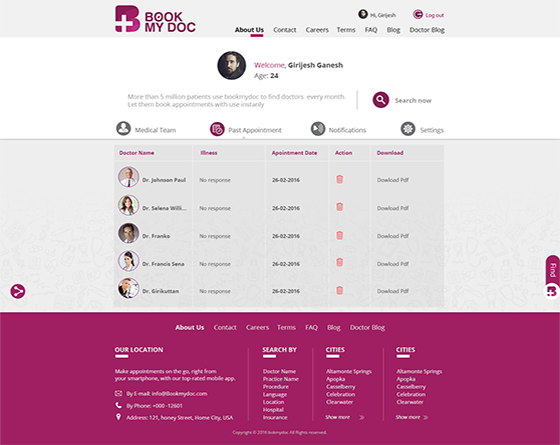 BOOK
MY DOC
Hi, Girijesh
Log out
About Us Contact Careers Terms FAQ Blog Doctor Blog
Welcome, Girijesh Ganesh
Age: 24
More than 5 million patients use bookmydoc to find doctors every month.
Let them book appointments with use instanly
Search now
Medical Team Past Appointment Notifications Settings
Doctor Name Illness Apointment Date Action Download
Dr. Johnson Paul No response 26-02-2016 Dowload Pdf
Dr. Selena Willi... No response 26-02-2016 Dowload Pdf
Dr. Franko No response 26-02-2016 Dowload Pdf
Dr. Francis Sena No response 26-02-2016 Dowload Pdf
Dr. Girikuttan No response 26-02-2016 Dowload Pdf
Find
About Us Contact Careers Terms FAQ Blog Doctor Blog
OUR LOCATION
Make appointments on the go, right from
your smartphone, with our top-rated mobile app.
By E-mail: info@Bookmydoc.com
By Phone: +000 -12601
Address: 121, honey Street, Home City, USA
SEARCH BY
Doctor Name
Practice Name
Procedure
Language
Location
Hospital
Insurance
CITIES
Altamonte Springs
Apopka
Casselberry
Celebration
Clearwater
Show more
CITIES
Altamonte Springs
Apopka
Casselberry
Celebration
Clearwater
Show more
Copyright © 2016 bookmydoc. All Rights reserved.